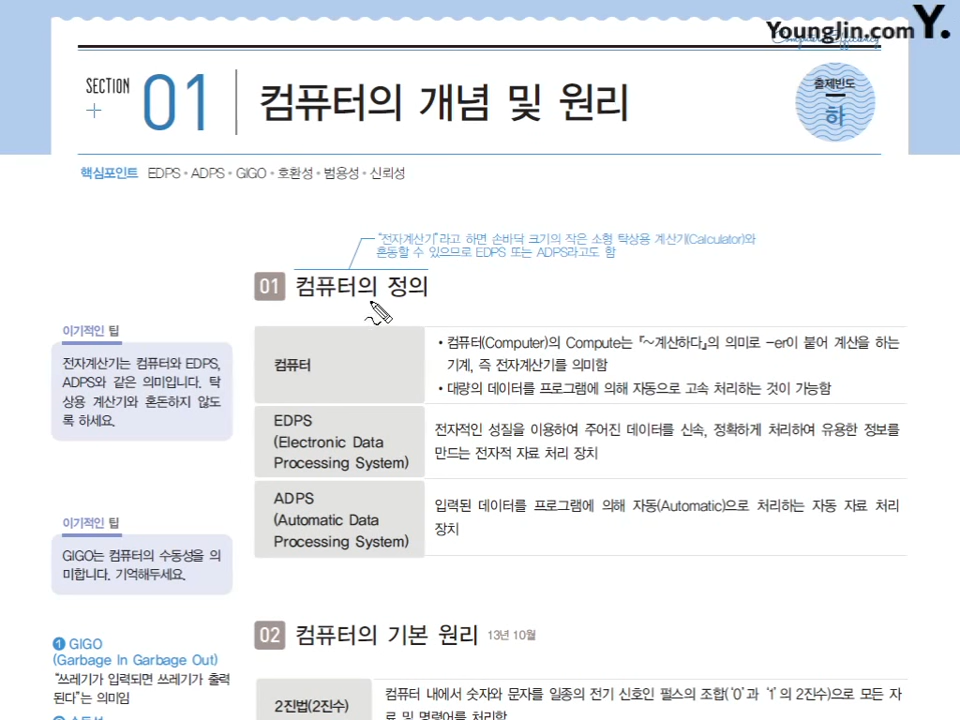 YoungJin.com Y.
SECTION
01
컴퓨터의 개념 및 원리
출제빈도
하
핵심포인트 EDPS • ADPS • GIGO • 호환성 • 범용성 • 신뢰성
"전자계산기"라고 하면 손바닥 크기의 작은 소형 탁상용 계산기(Calculator)와
혼동할 수 있으므로 EDPS 또는 ADPS라고도 함
01 컴퓨터의 정의
이기적인 팁
전자계산기는 컴퓨터와 EDPS,
ADPS와 같은 의미입니다. 탁
상용 계산기와 혼돈하지 않도
록 하세요.
컴퓨터
• 컴퓨터(Computer)의 Compute는 『~계산하다』의 의미로 -er이 붙어 계산을 하는
기계, 즉 전자계산기를 의미함
• 대량의 데이터를 프로그램에 의해 자동으로 고속 처리하는 것이 가능함
EDPS
(Electronic Data
Processing System)
전자적인 성질을 이용하여 주어진 데이터를 신속, 정확하게 처리하여 유용한 정보를
만드는 전자적 자료 처리 장치
ADPS
(Automatic Data
Processing System)
입력된 데이터를 프로그램에 의해 자동(Automatic)으로 처리하는 자동 자료 처리
장치
이기적인 팁
GIGO는 컴퓨터의 수동성을 의
미합니다. 기억해두세요.
02 컴퓨터의 기본 원리 13년 10월
❶ GIGO
(Garbage In Garbage Out)
"쓰레기가 입력되면 쓰레기가 출력
된다"는 의미임
2진법(2진수)
컴퓨터 내에서 숫자와 문자를 일종의 전기 신호인 펄스의 조합('0'과 '1'의 2진수)으로 모든 자
료 및 명령어를 처리함